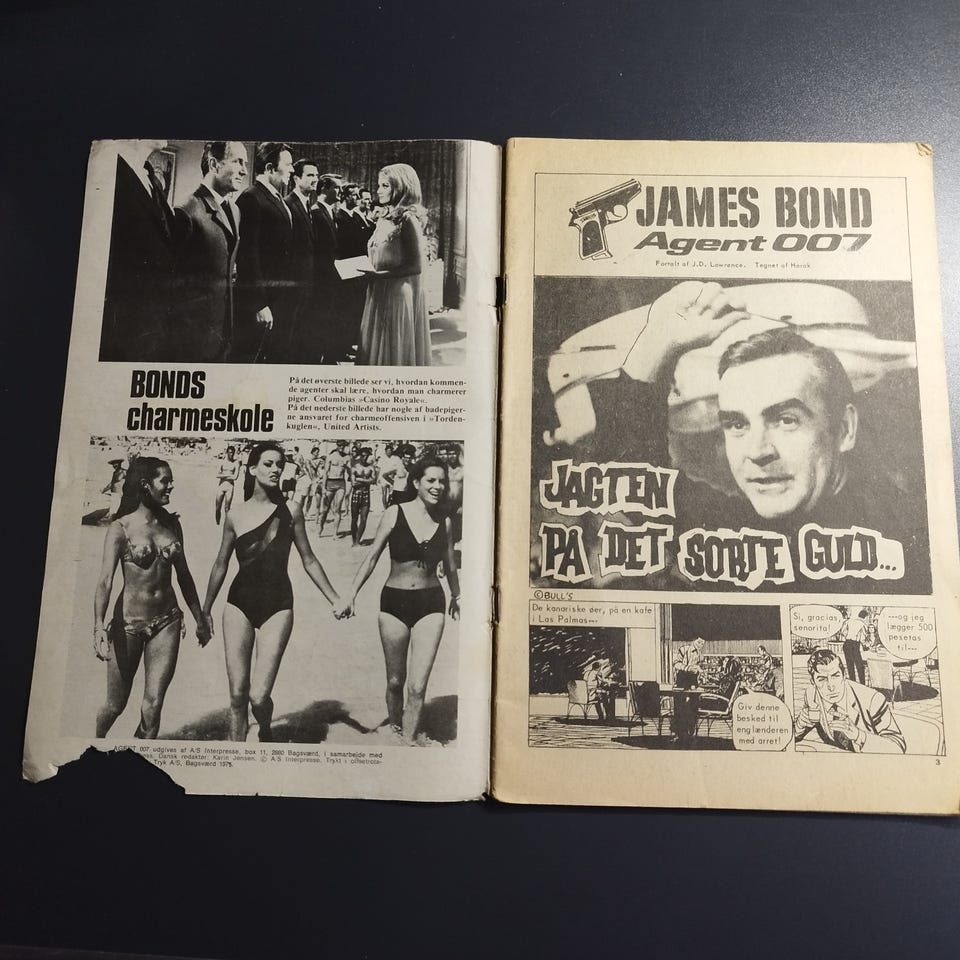 BONDS
charmeskole
På det øverste billede ser vi, hvordan kommen-
de agenter skal lære, hvordan man charmerer
piger. Columbias »Casino Royale«.
På det nederste billede har nogle af badepiger-
ne ansvaret for charmeoffensiven i »Torden-
kuglen«, United Artists.
AGENT 007 udgives af A/S Interpresse, box 11, 2880 Bagsværd, i samarbejde med
Dansk redaktør: Karin Jensen. © A/S Interpresse. Trykt i offsetrota-
Tryk A/S, Bagsværd 1975.
JAMES BOND
Agent 007
Fortalt af J.D. Lawrence. Tegnet af Horak
JAGTEN
PÅ DET SORTE GULD...
©BULL'S
De kanariske øer, på en kafe
i Las Palmas---
Giv denne
besked til
englænderen
med arret!
Si, gracias,
senorita!
---og jeg
lægger 500
pesetas
til---
3